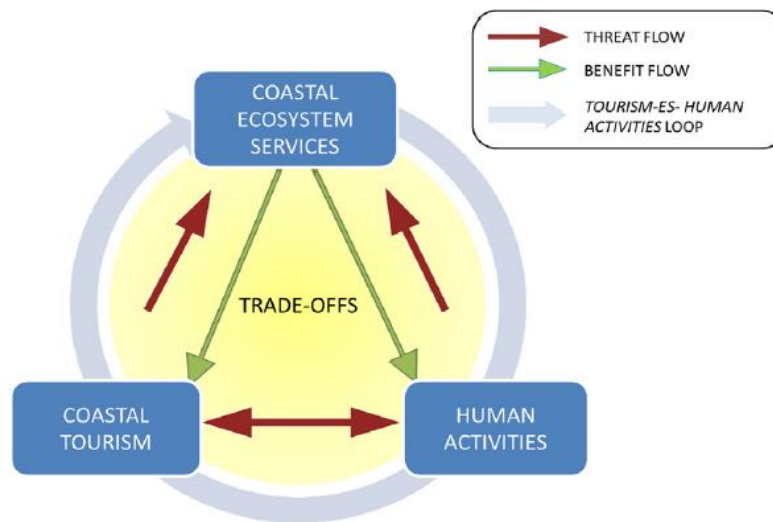 THREAT FLOW
BENEFIT FLOW
TOURISM-ES- HUMAN
ACTIVITIES LOOP
COASTAL
ECOSYSTEM
SERVICES
TRADE-OFFS
COASTAL
TOURISM
HUMAN
ACTIVITIES